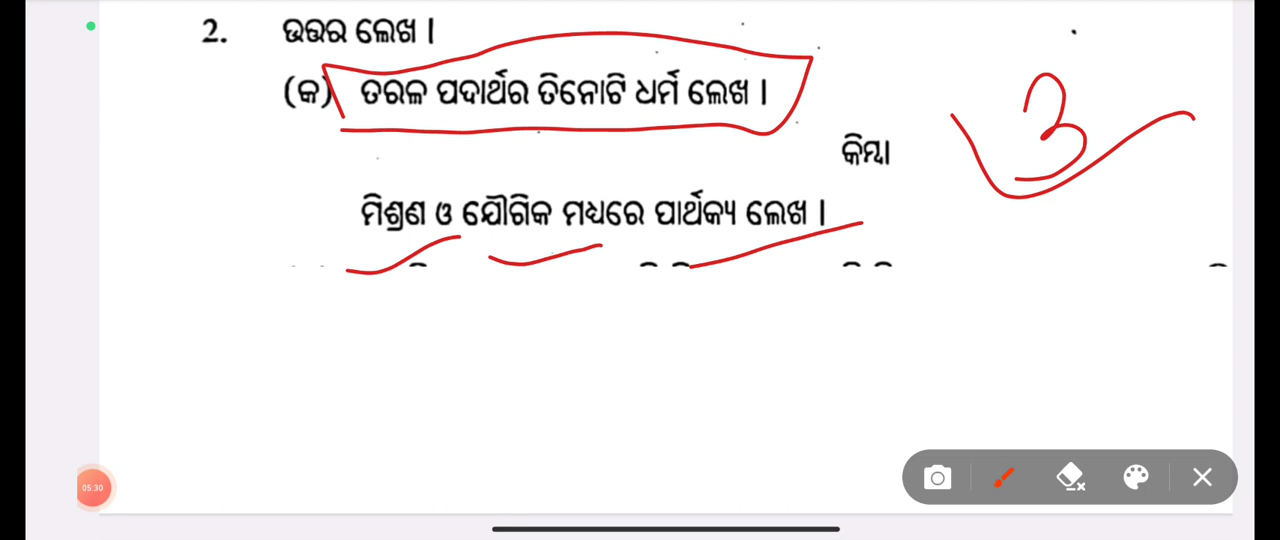 2. ଉତ୍ତର ଲେଖ ।
(କ) ତରଳ ପଦାର୍ଥର ତିନୋଟି ଧର୍ମ ଲେଖ ।
3
କିମ୍ବା
ମିଶ୍ରଣ ଓ ଯୌଗିକ ମଧ୍ୟରେ ପାର୍ଥକ୍ୟ ଲେଖ ।
05:30